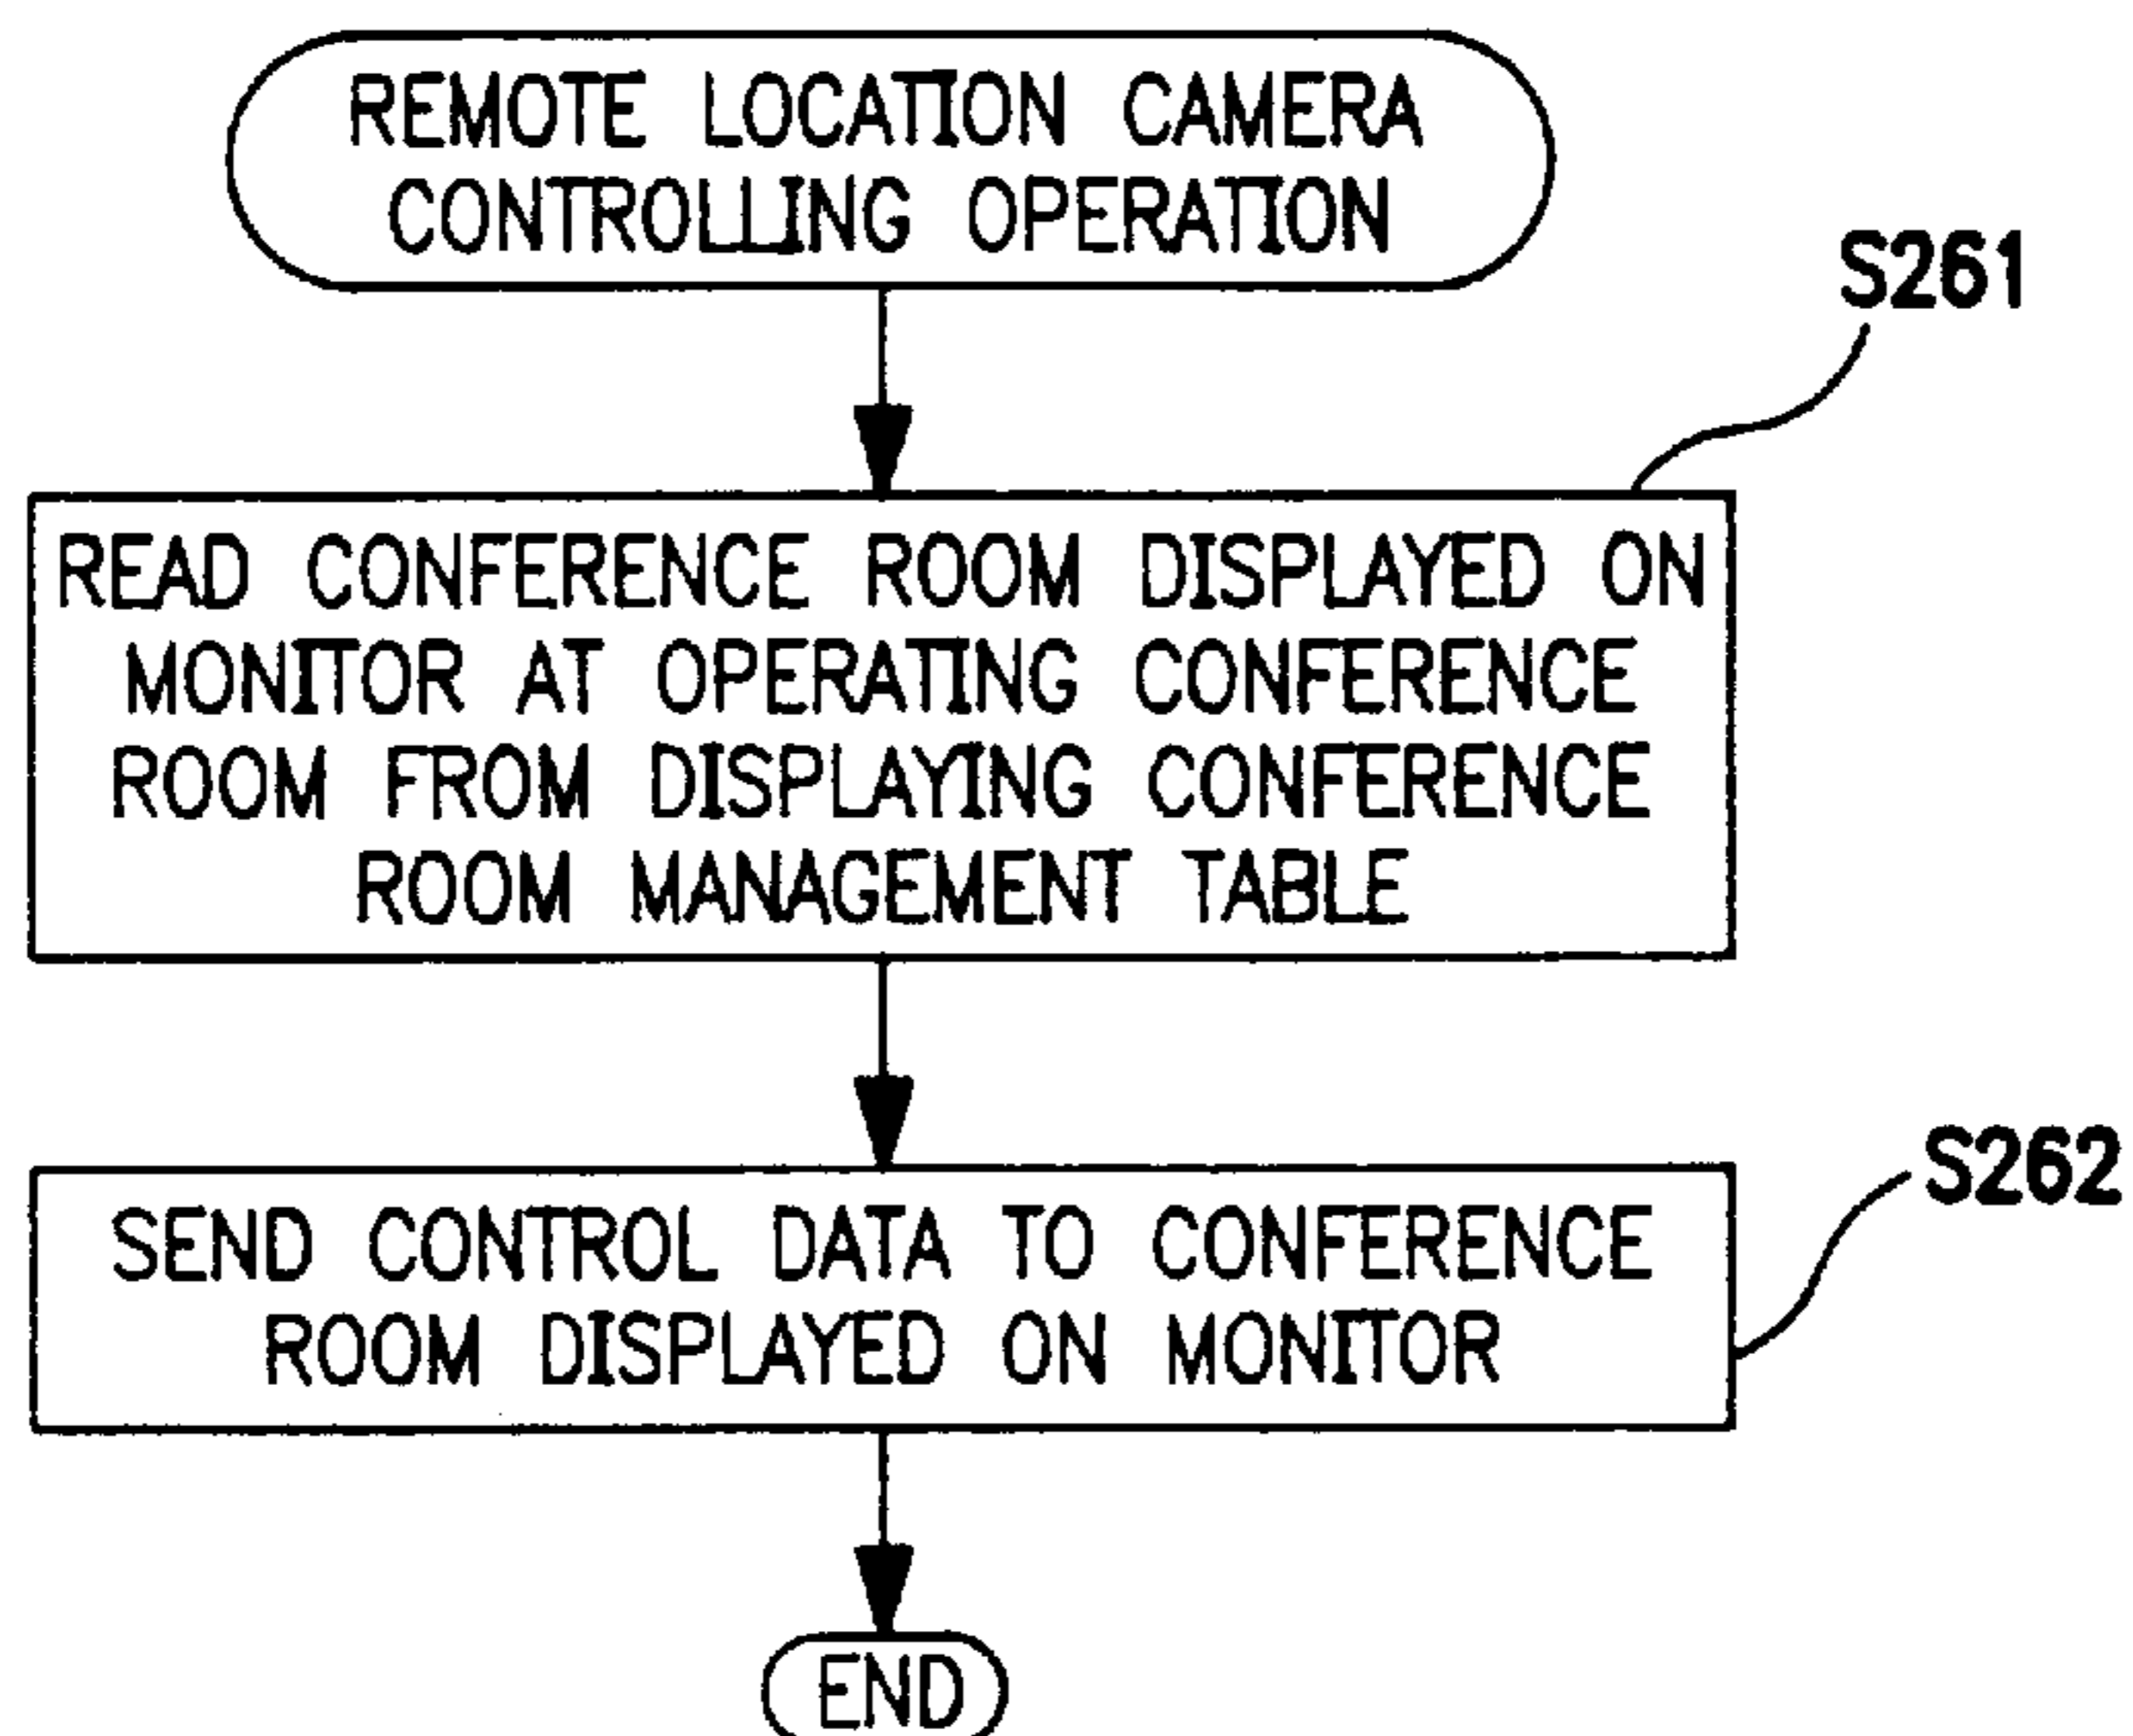 REMOTE LOCATION CAMERA
CONTROLLING OPERATION
S261
READ CONFERENCE ROOM DISPLAYED ON
MONITOR AT OPERATING CONFERENCE
ROOM FROM DISPLAYING CONFERENCE
ROOM MANAGEMENT TABLE
S262
SEND CONTROL DATA TO CONFERENCE
ROOM DISPLAYED ON MONITOR
END